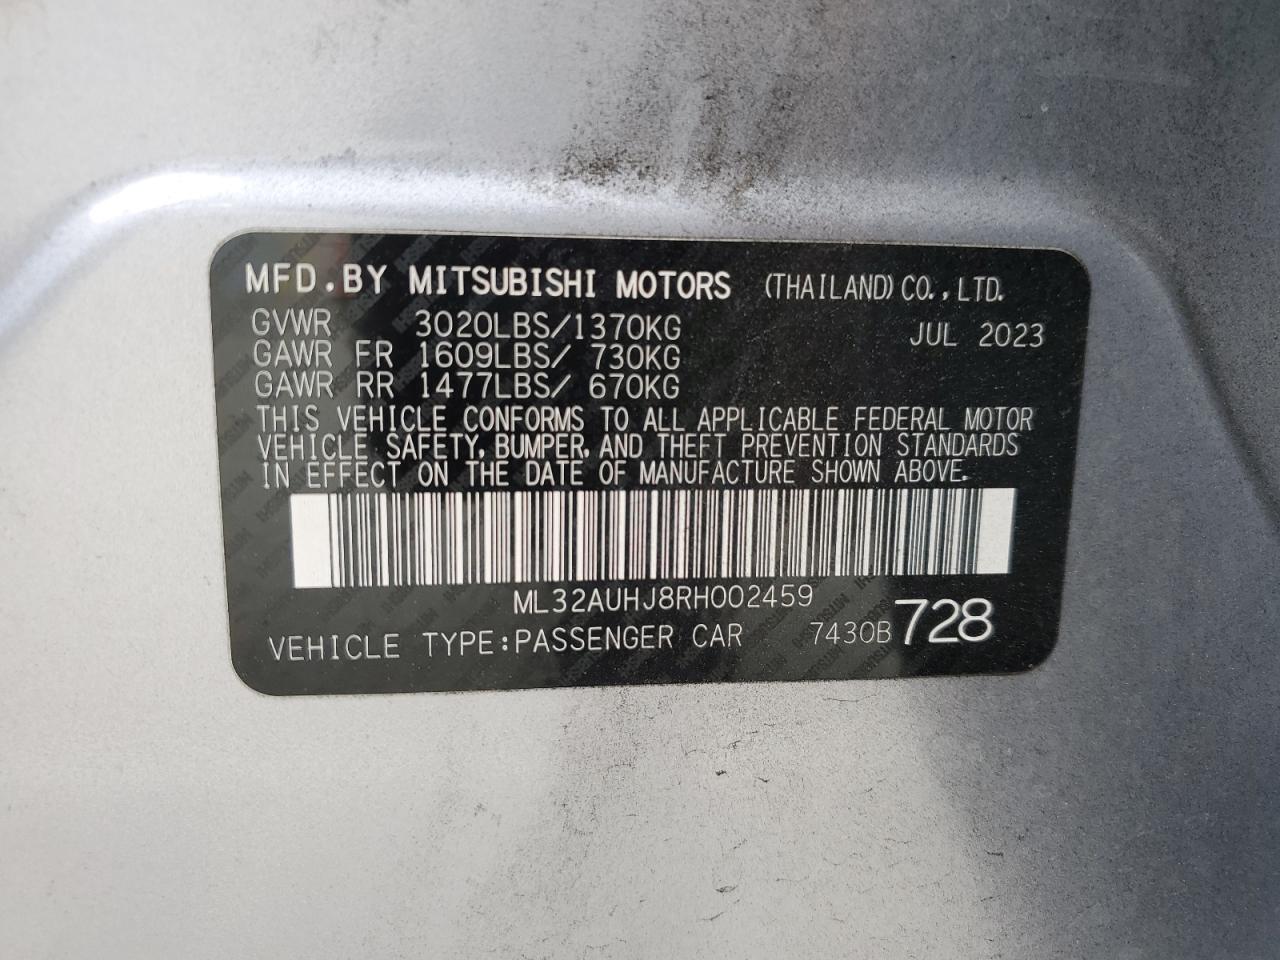 MFD.BY MITSUBISHI MOTORS (THAILAND) CO., LTD.
GVWR 3020LBS/1370KG JUL 2023
GAWR FR 1609LBS/ 730KG
GAWR RR 1477LBS/ 670KG
THIS VEHICLE CONFORMS TO ALL APPLICABLE FEDERAL MOTOR
VEHICLE SAFETY, BUMPER, AND THEFT PREVENTION STANDARDS
IN EFFECT ON THE DATE OF MANUFACTURE SHOWN ABOVE.
ML32AUHJ8RH002459
VEHICLE TYPE:PASSENGER CAR 7430B 728